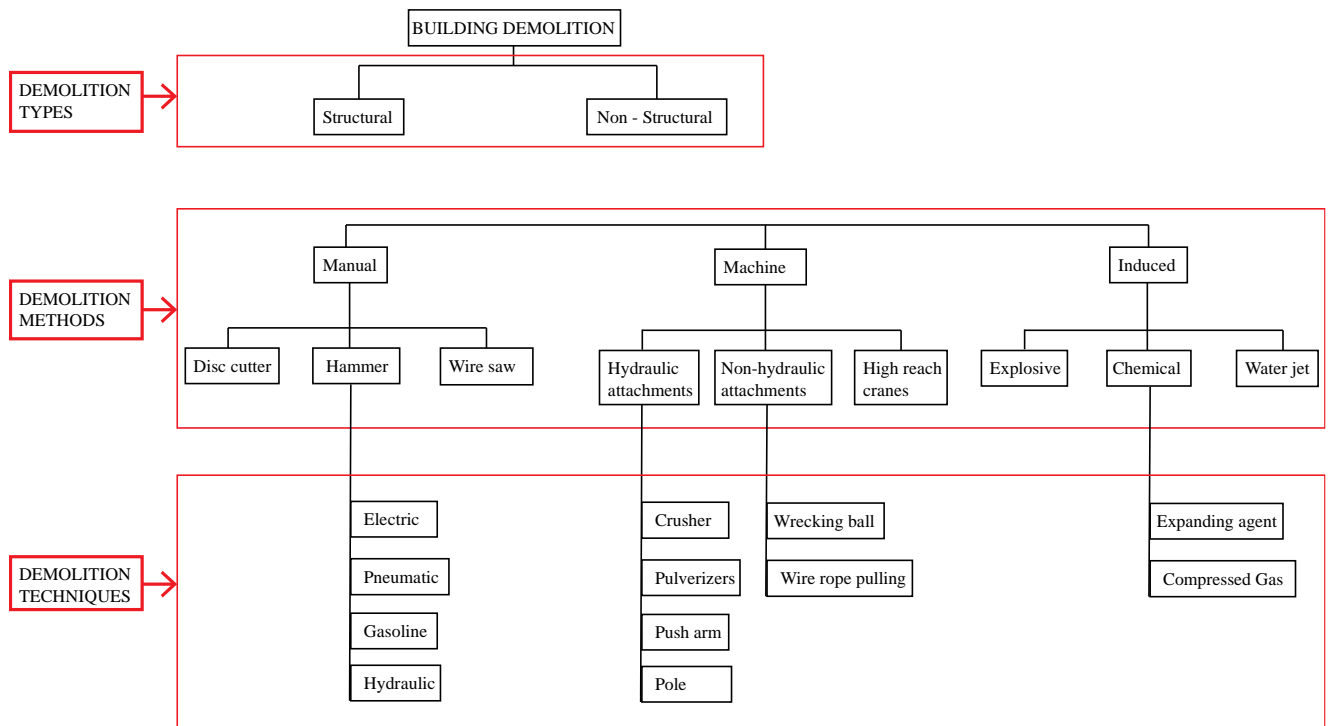 BUILDING DEMOLITION
DEMOLITION
TYPES
Structural
Non - Structural
DEMOLITION
METHODS
Manual
Machine
Induced
Disc cutter
Hammer
Wire saw
Hydraulic
attachments
Non-hydraulic
attachments
High reach
cranes
Explosive
Chemical
Water jet
DEMOLITION
TECHNIQUES
Electric
Pneumatic
Gasoline
Hydraulic
Crusher
Pulverizers
Push arm
Pole
Wrecking ball
Wire rope pulling
Expanding agent
Compressed Gas